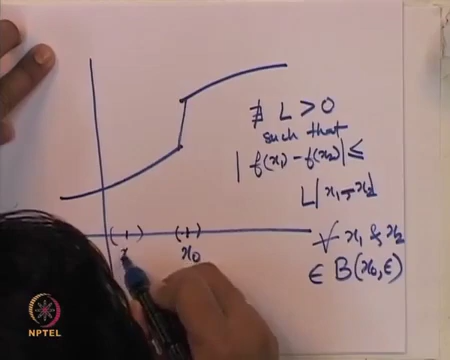 ∄ L > 0
such that
| f(x₁) - f(x₂) | ≤
L | x₁ - x₂ |
∀ x₁ & x₂
∈ B(x₀, ε)
x₀
x
NPTEL